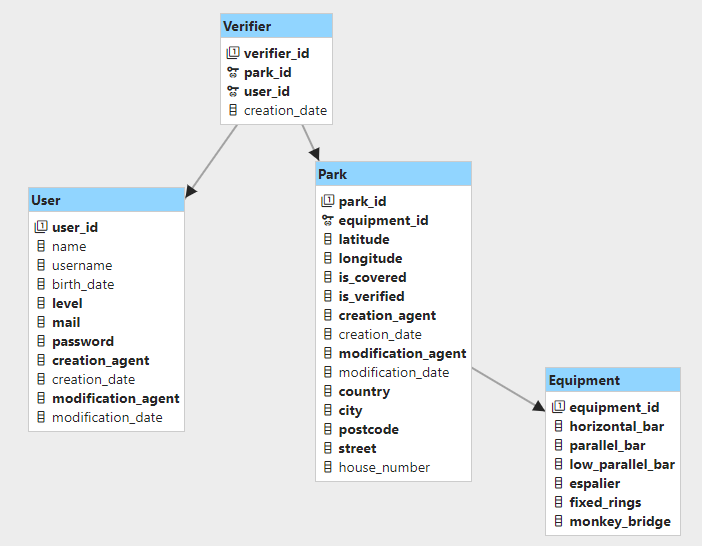 Verifier
verifier_id
park_id
user_id
creation_date
User
user_id
name
username
birth_date
level
mail
password
creation_agent
creation_date
modification_agent
modification_date
Park
park_id
equipment_id
latitude
longitude
is_covered
is_verified
creation_agent
creation_date
modification_agent
modification_date
country
city
postcode
street
house_number
Equipment
equipment_id
horizontal_bar
parallel_bar
low_parallel_bar
espalier
fixed_rings
monkey_bridge